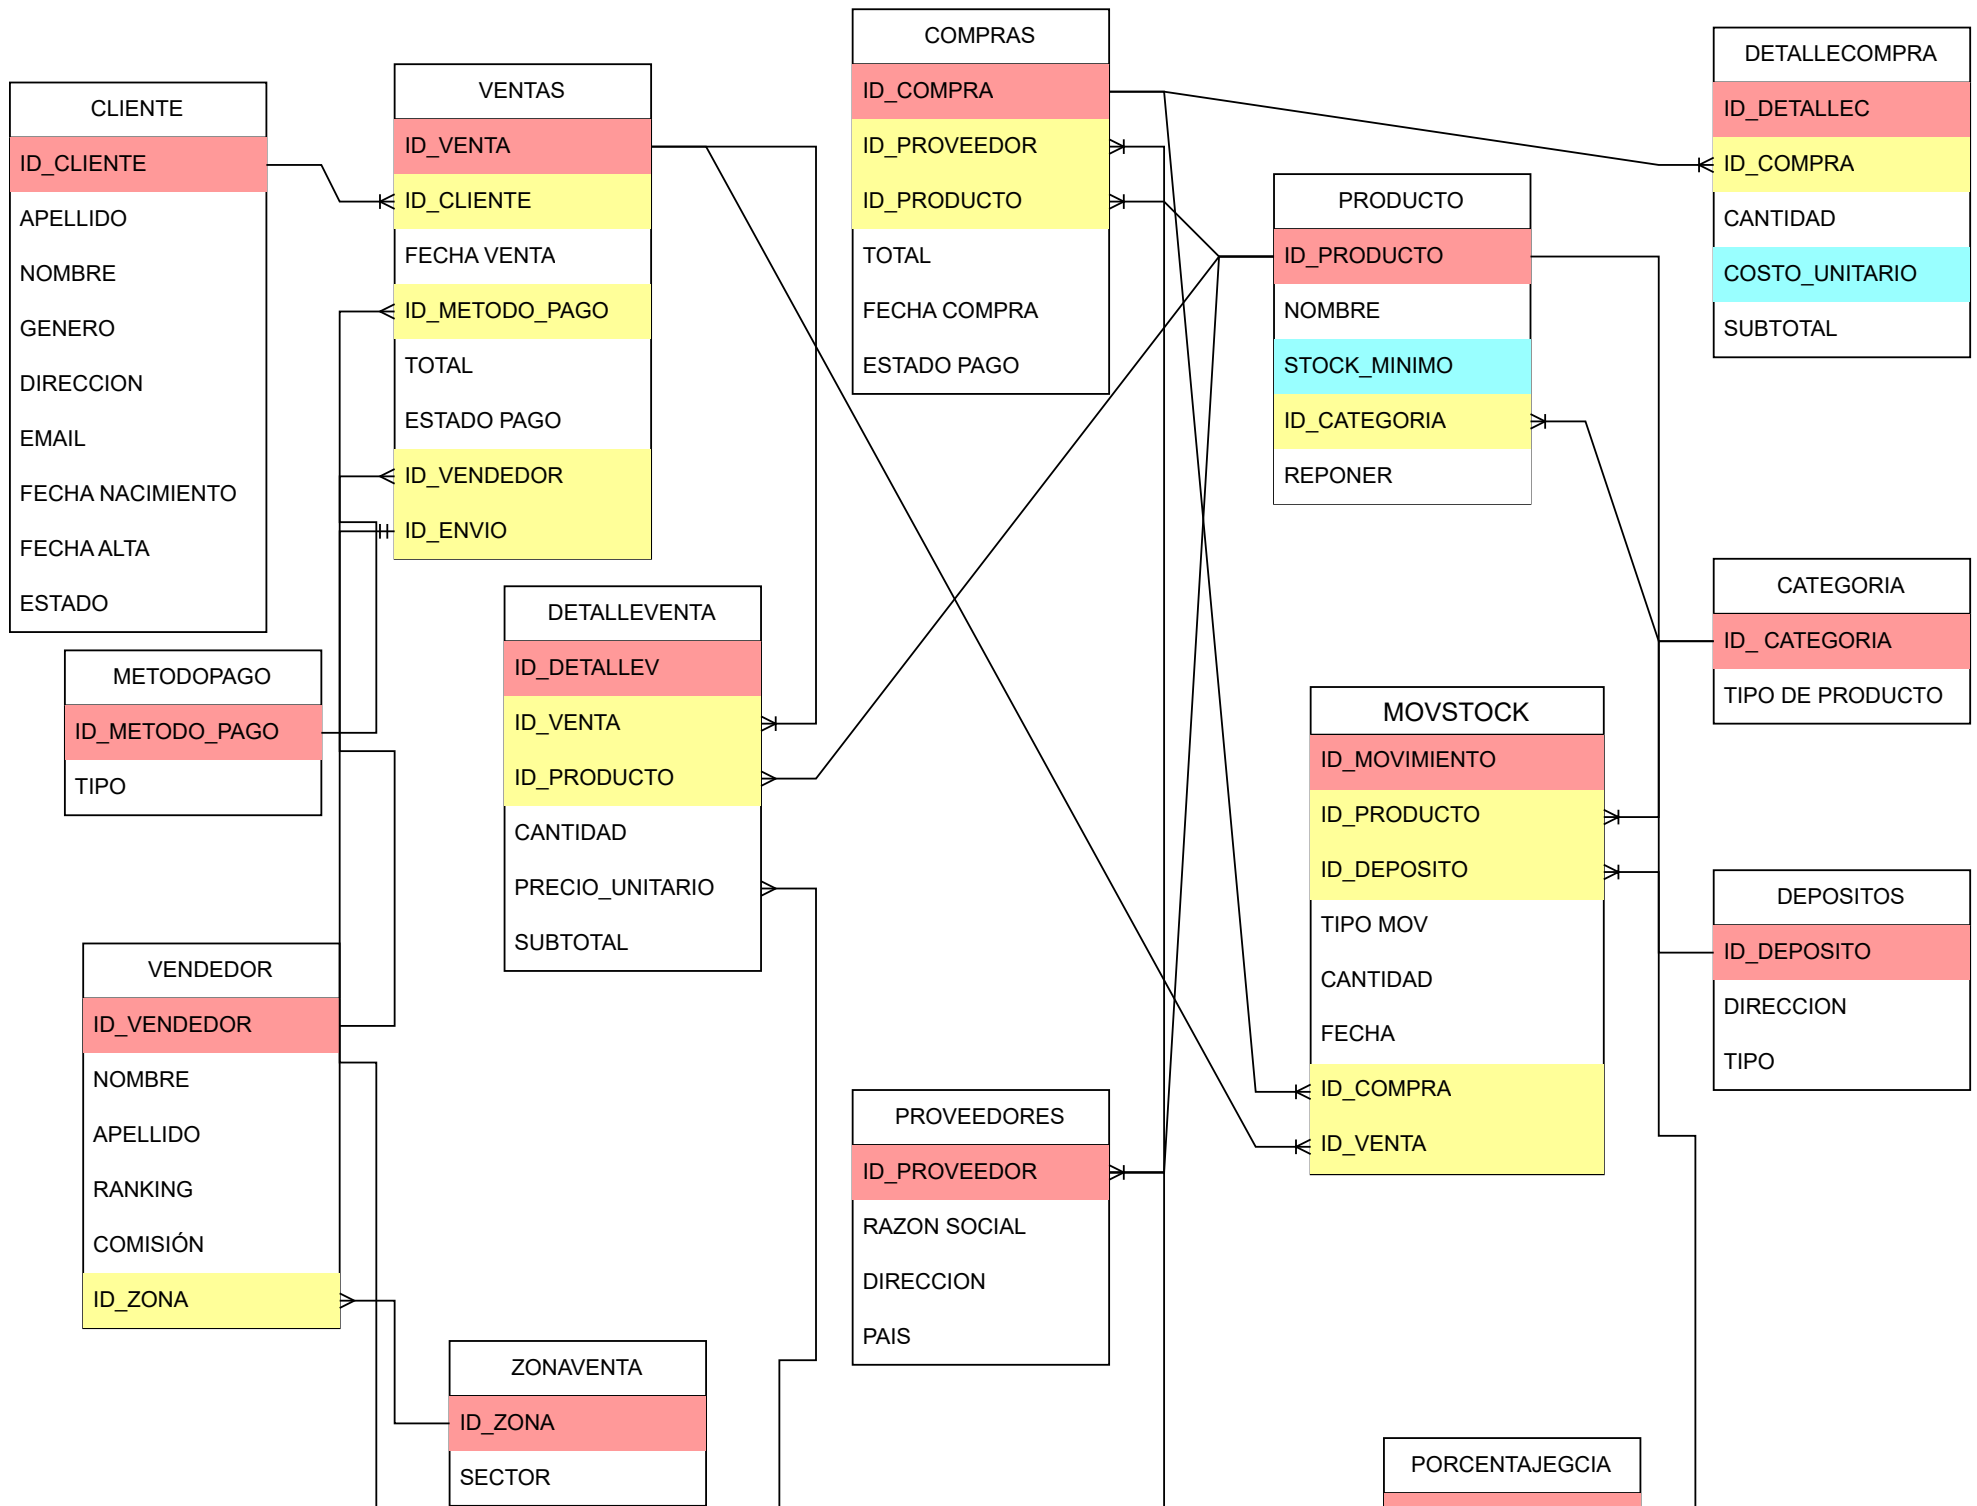 CLIENTE
ID_CLIENTE
APELLIDO
NOMBRE
GENERO
DIRECCION
EMAIL
FECHA NACIMIENTO
FECHA ALTA
ESTADO
VENTAS
ID_VENTA
ID_CLIENTE
FECHA VENTA
ID_METODO_PAGO
TOTAL
ESTADO PAGO
ID_VENDEDOR
ID_ENVIO
COMPRAS
ID_COMPRA
ID_PROVEEDOR
ID_PRODUCTO
TOTAL
FECHA COMPRA
ESTADO PAGO
PRODUCTO
ID_PRODUCTO
NOMBRE
STOCK_MINIMO
ID_CATEGORIA
REPONER
DETALLECOMPRA
ID_DETALLEC
ID_COMPRA
CANTIDAD
COSTO_UNITARIO
SUBTOTAL
METODOPAGO
ID_METODO_PAGO
TIPO
DETALLEVENTA
ID_DETALLEV
ID_VENTA
ID_PRODUCTO
CANTIDAD
PRECIO_UNITARIO
SUBTOTAL
CATEGORIA
ID_ CATEGORIA
TIPO DE PRODUCTO
MOVSTOCK
ID_MOVIMIENTO
ID_PRODUCTO
ID_DEPOSITO
TIPO MOV
CANTIDAD
FECHA
ID_COMPRA
ID_VENTA
DEPOSITOS
ID_DEPOSITO
DIRECCION
TIPO
VENDEDOR
ID_VENDEDOR
NOMBRE
APELLIDO
RANKING
COMISIÓN
ID_ZONA
PROVEEDORES
ID_PROVEEDOR
RAZON SOCIAL
DIRECCION
PAIS
ZONAVENTA
ID_ZONA
SECTOR
PORCENTAJEGCIA